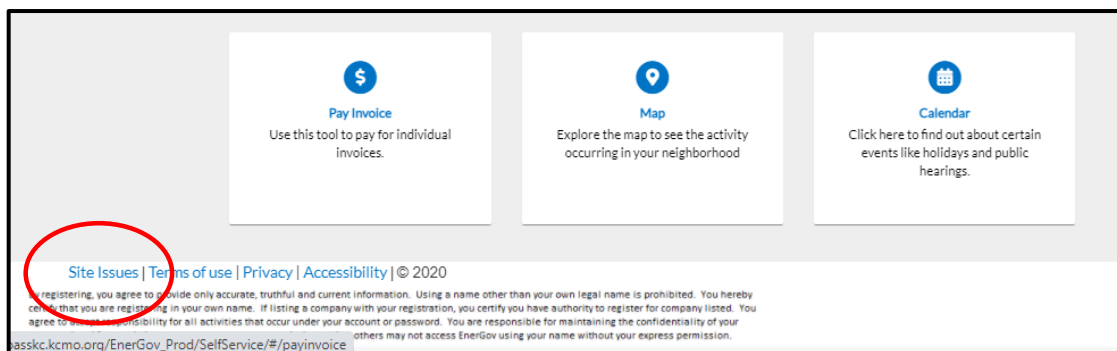 $
Pay Invoice
Use this tool to pay for individual
invoices.
Map
Explore the map to see the activity
occurring in your neighborhood
Calendar
Click here to find out about certain
events like holidays and public
hearings.
Site Issues | Terms of use | Privacy | Accessibility | © 2020
By registering, you agree to provide only accurate, truthful and current information. Using a name other than your own legal name is prohibited. You hereby
certify that you are registering in your own name. If listing a company with your registration, you certify you have authority to register for company listed. You
agree to accept responsibility for all activities that occur under your account or password. You are responsible for maintaining the confidentiality of your
others may not access EnerGov using your name without your express permission.
passkc.kcmo.org/EnerGov_Prod/SelfService/#/payinvoice